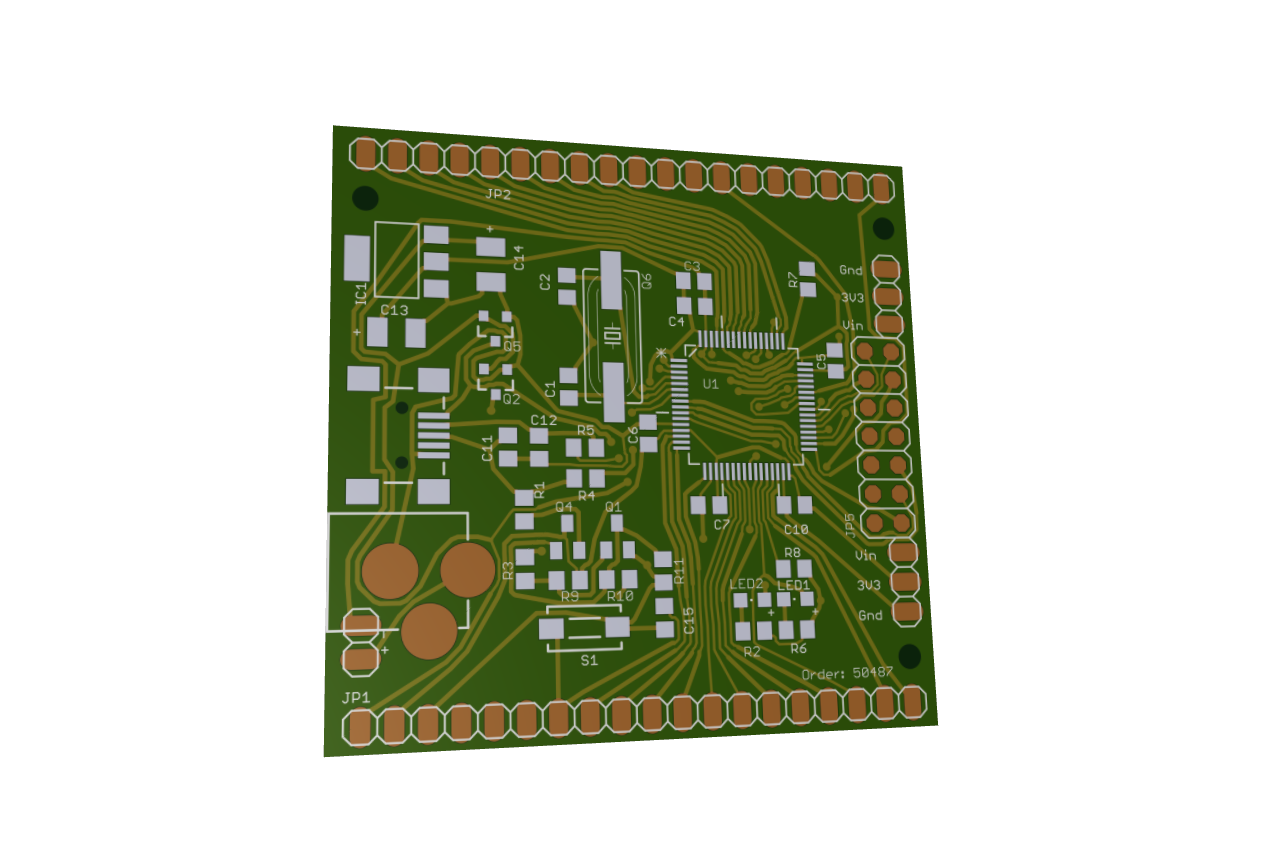 JP2
C14
IC1
C13
+
+
C2
Q6
C3
C4
R7
Gnd
3V3
Vin
Q5
Q2
C1
U1
C5
C12
C11
R5
C6
R4
R1
Q4
Q1
C7
C10
JP5
R3
R9
R10
R11
R8
LED2
LED1
+
+
R2
R6
C15
S1
Vin
3V3
Gnd
+
JP1
Order: 50487